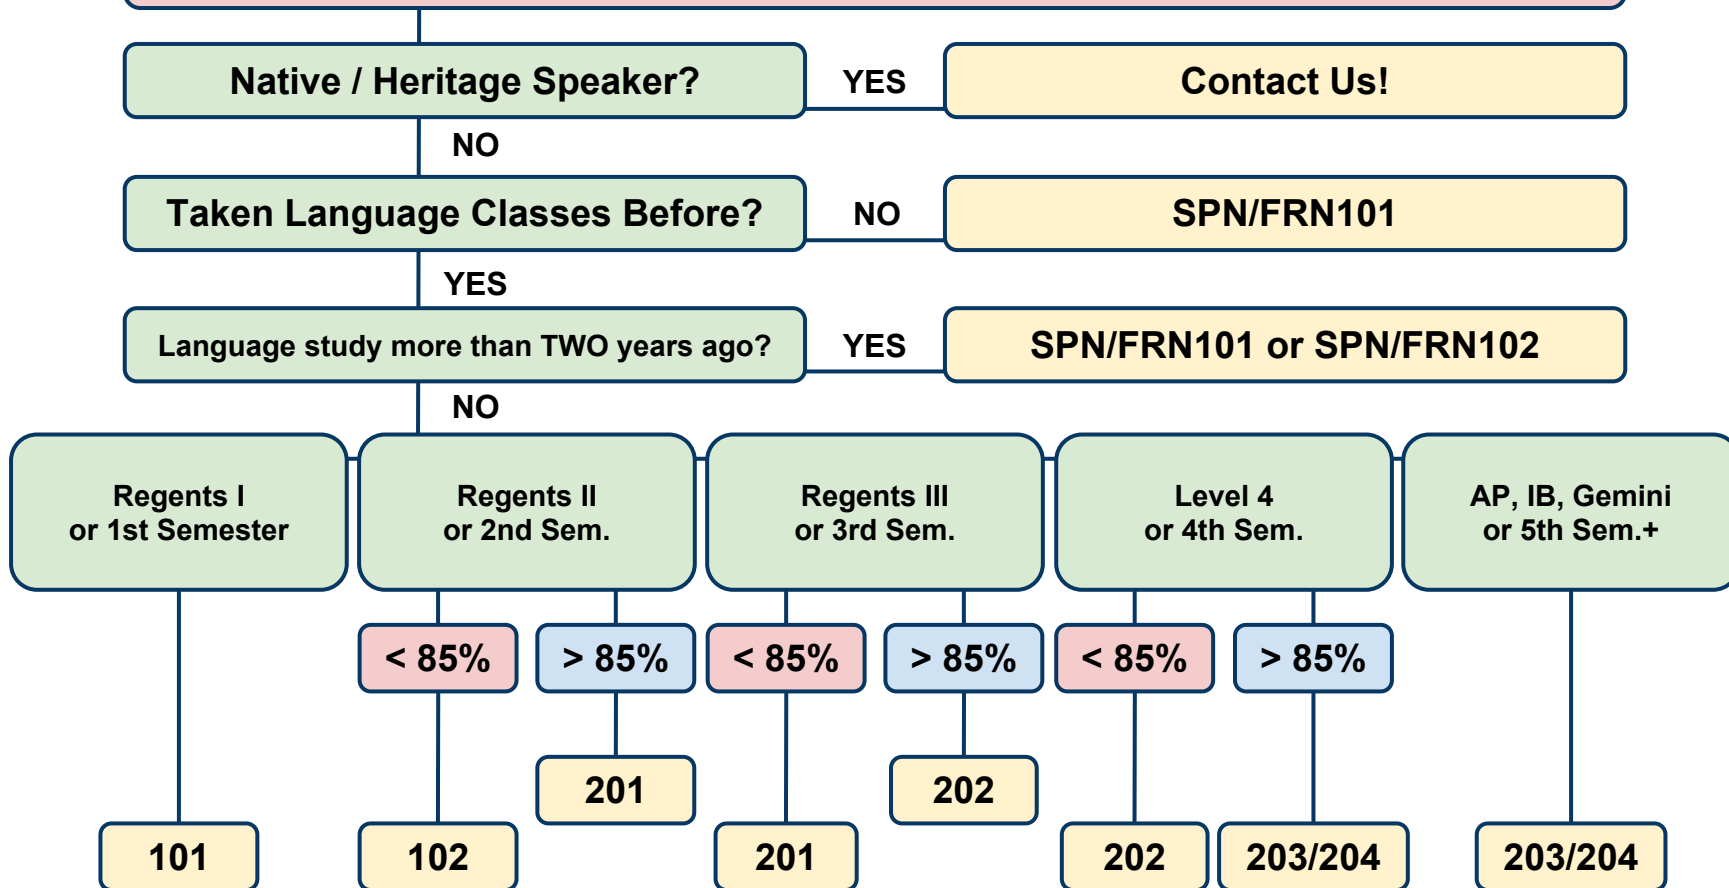 Native / Heritage Speaker?
YES
Contact Us!
NO
Taken Language Classes Before?
NO
SPN/FRN101
YES
Language study more than TWO years ago?
YES
SPN/FRN101 or SPN/FRN102
NO
Regents I
or 1st Semester
Regents II
or 2nd Sem.
Regents III
or 3rd Sem.
Level 4
or 4th Sem.
AP, IB, Gemini
or 5th Sem.+
< 85%
> 85%
< 85%
> 85%
< 85%
> 85%
201
202
101
102
201
202
203/204
203/204